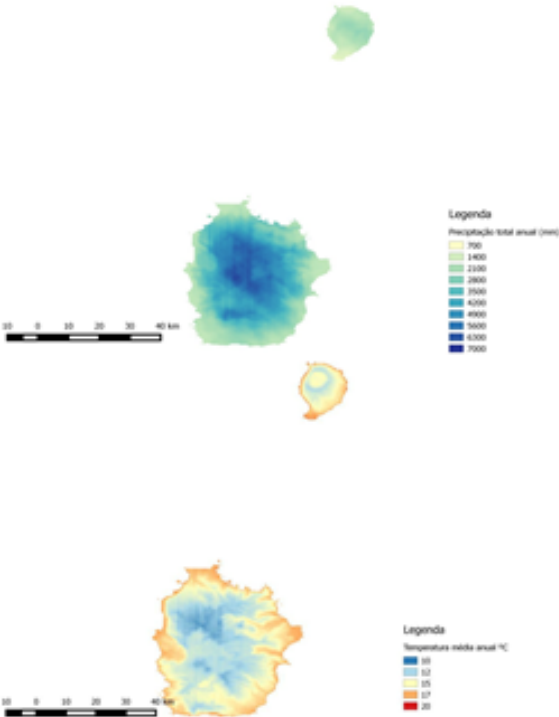 Legenda
Precipitação total anual (mm)
700
1400
2100
2800
3500
4200
4900
5600
6300
7000
10 0 10 20 30 40 km
Legenda
Temperatura média anual ºC
10
12
15
17
20
10 0 10 20 30 40 km